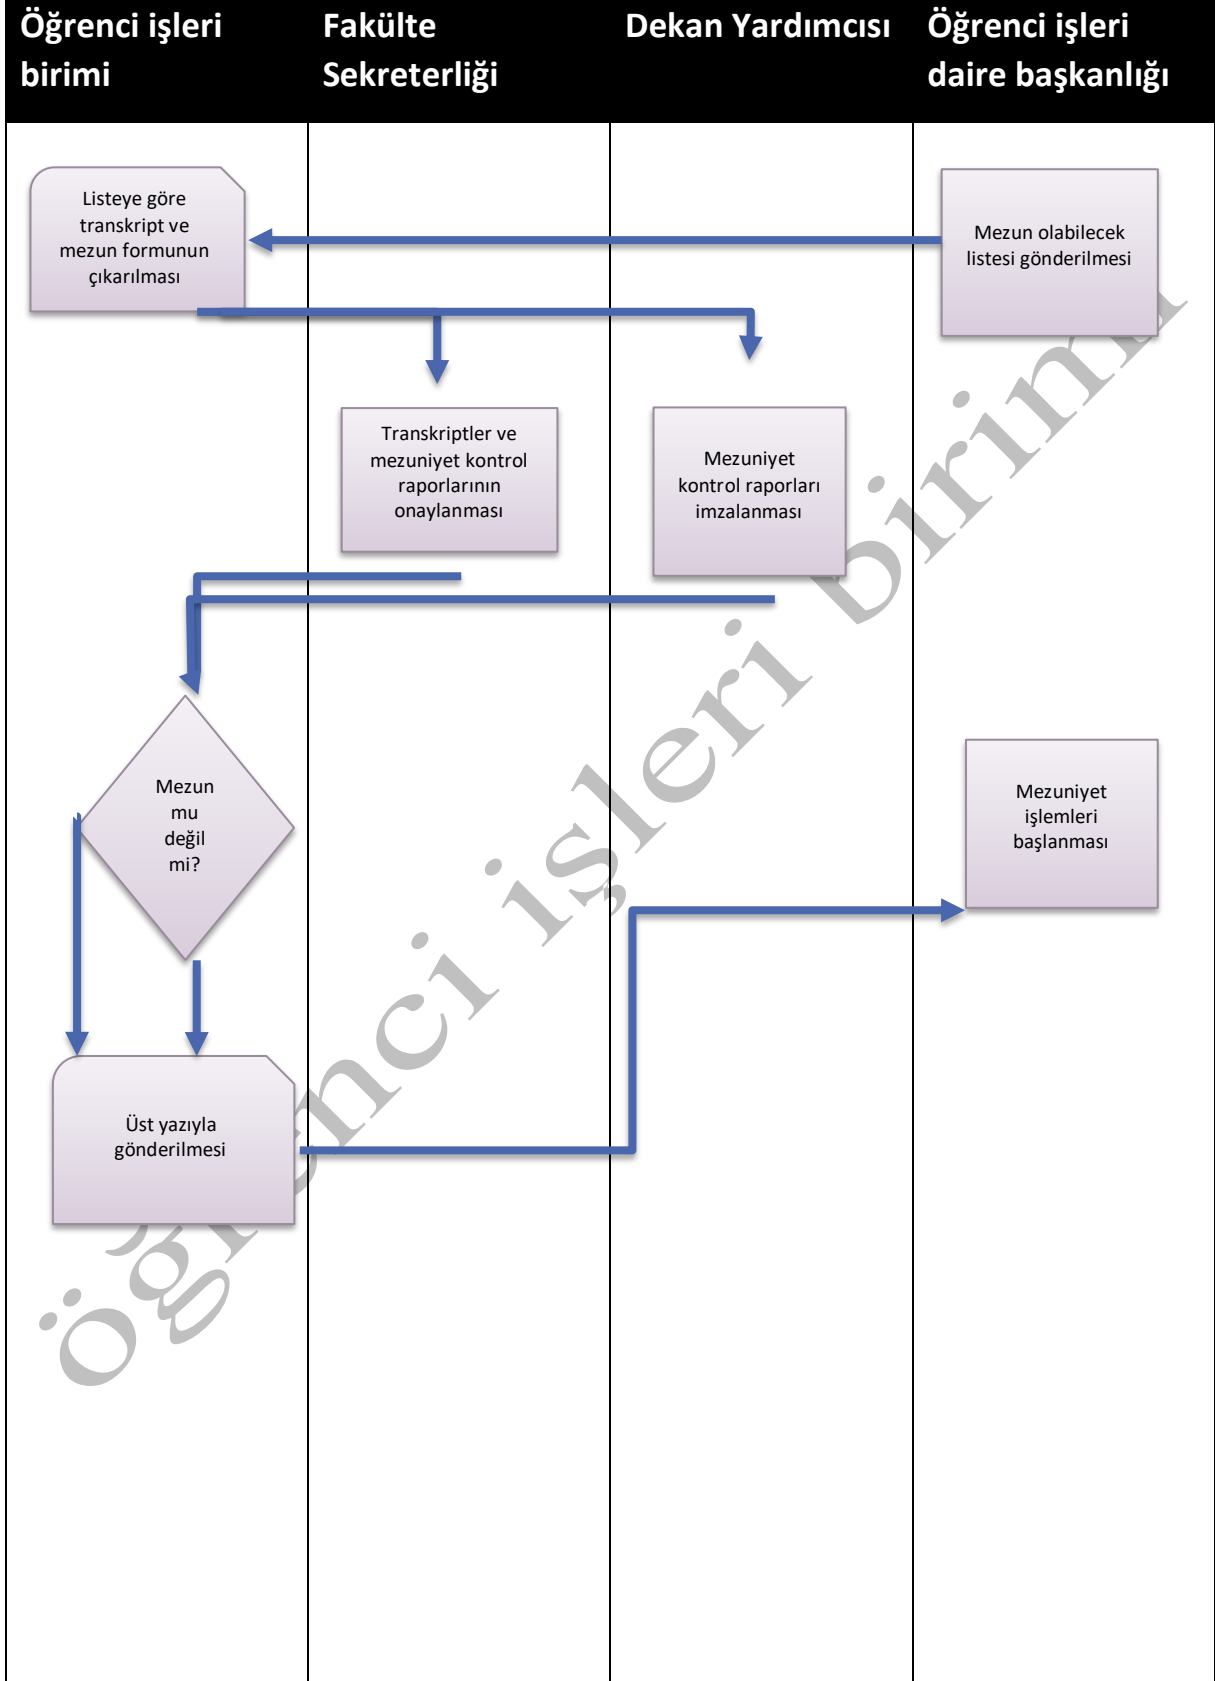 Öğrenci işleri
birimi
Fakülte
Sekreterliği
Dekan Yardımcısı
Öğrenci işleri
daire başkanlığı
Listeye göre
transkript ve
mezun formunun
çıkarılması
Mezun olabilecek
listesi gönderilmesi
Transkriptler ve
mezuniyet kontrol
raporlarının
onaylanması
Mezuniyet
kontrol raporları
imzalanması
Mezun
mu
değil
mi?
Mezuniyet
işlemleri
başlanması
Üst yazıyla
gönderilmesi
Öğrenci işleri birimi